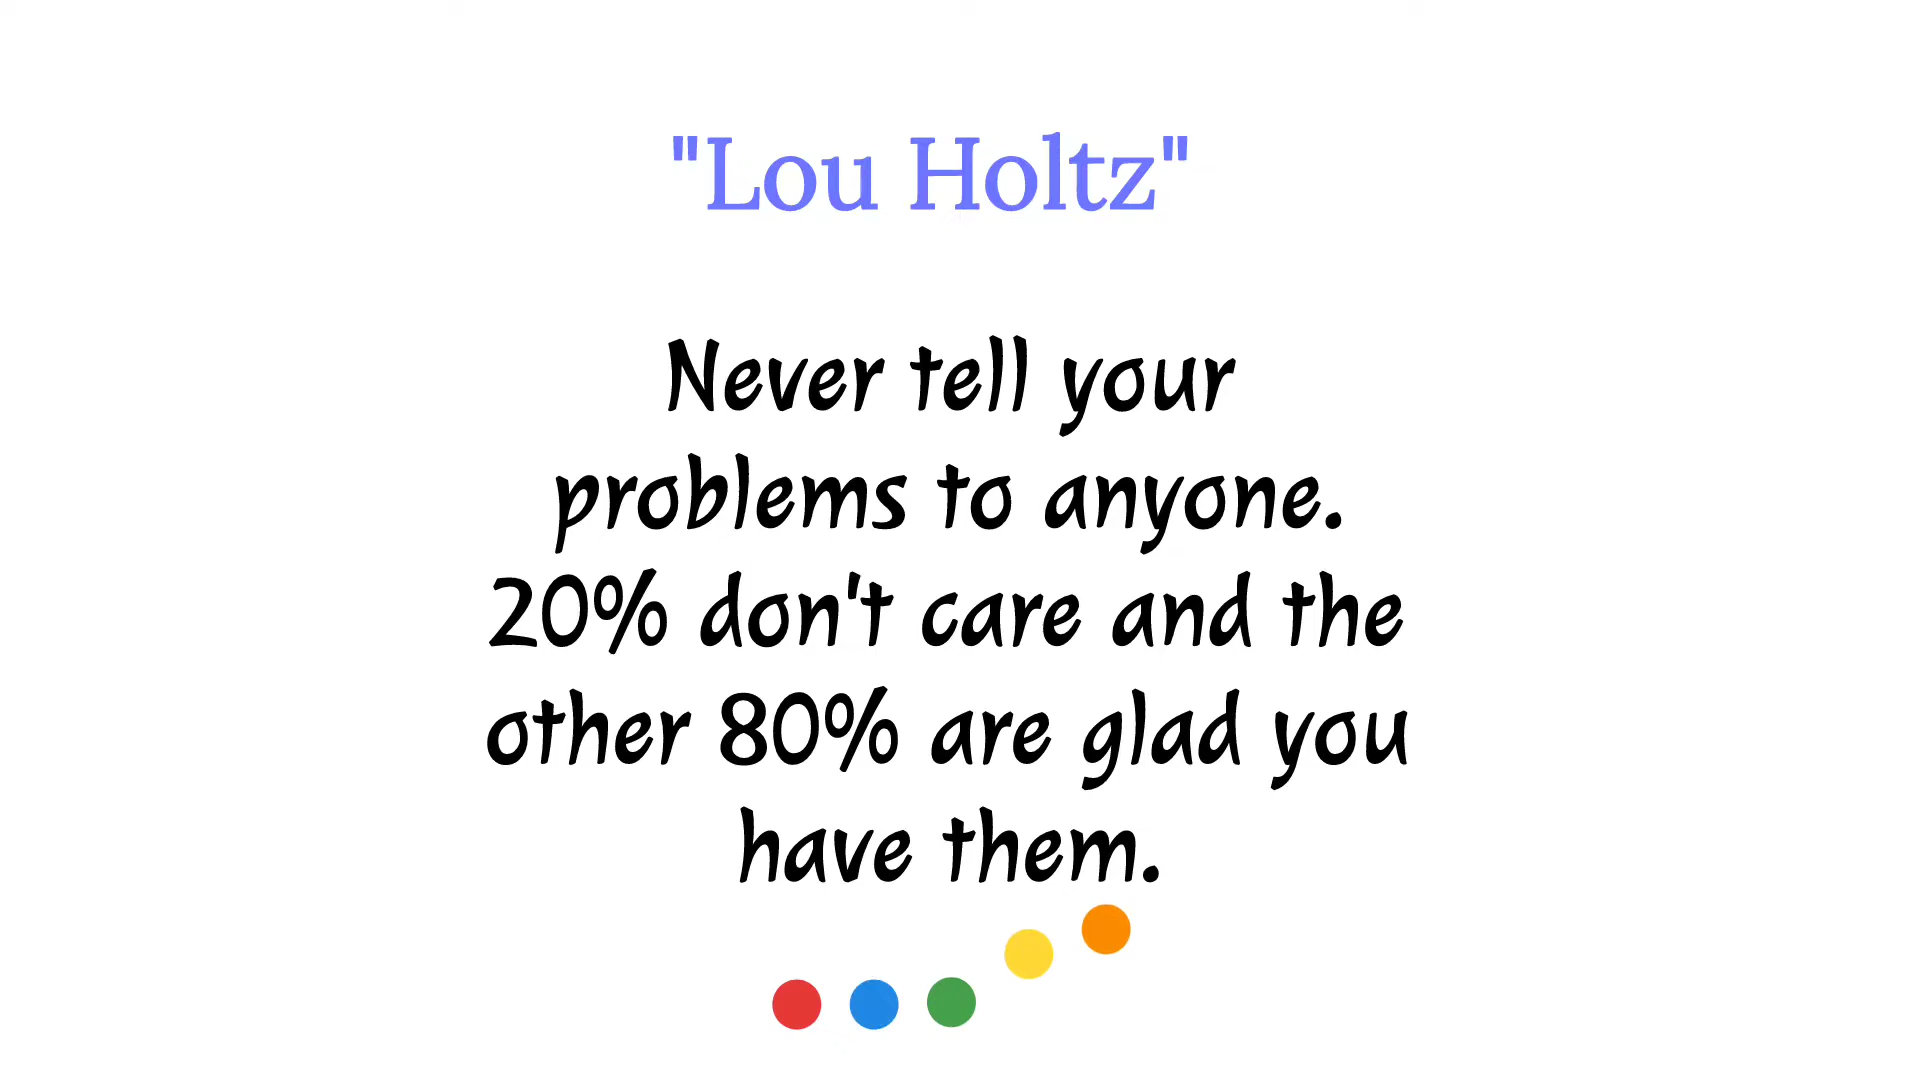 "Lou Holtz"
Never tell your
problems to anyone.
20% don't care and the
other 80% are glad you
have them.